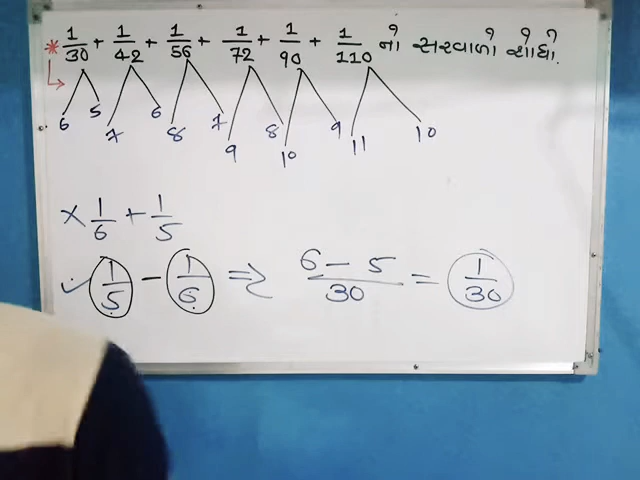 * 1/30 + 1/42 + 1/56 + 1/72 + 1/90 + 1/110 નો સરવાળો શોધો.
6 5 7 6 8 7 9 8 10 9 11 10
× 1/6 + 1/5
✓ 1/5 − 1/6 ⇒ 6 − 5/30 = 1/30